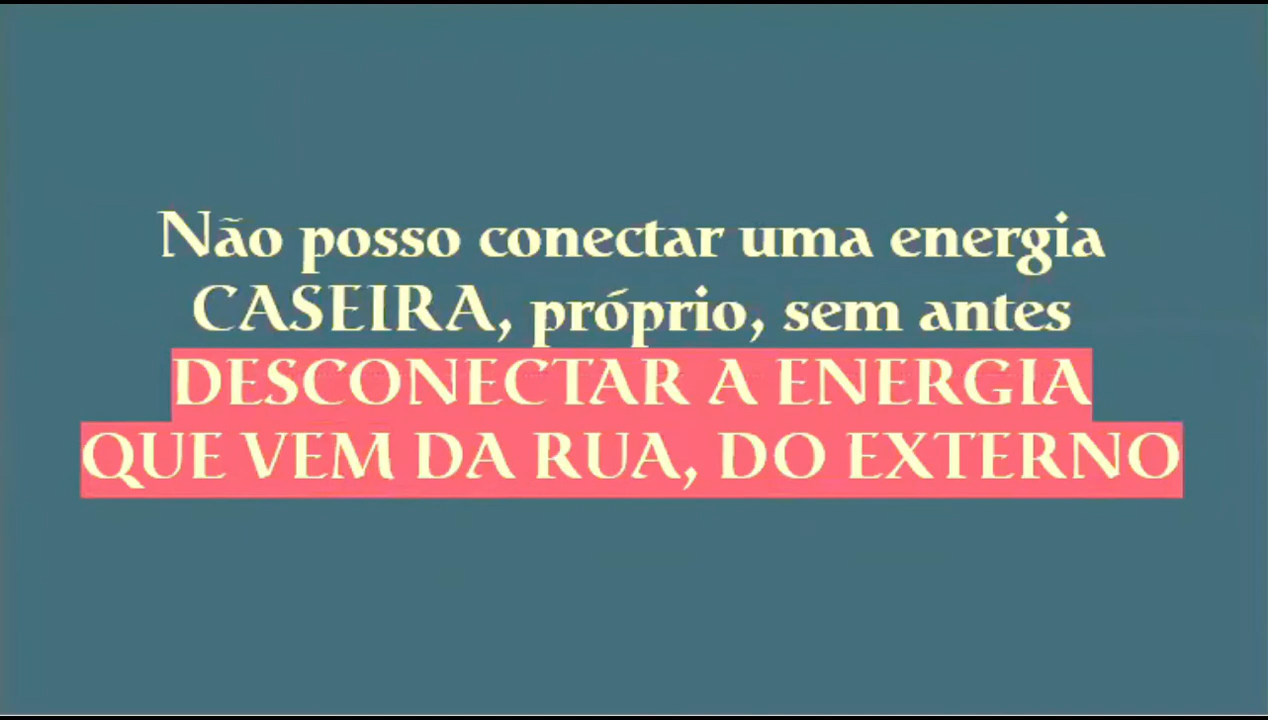 Não posso conectar uma energia
CASEIRA, próprio, sem antes
DESCONECTAR A ENERGIA
QUE VEM DA RUA, DO EXTERNO